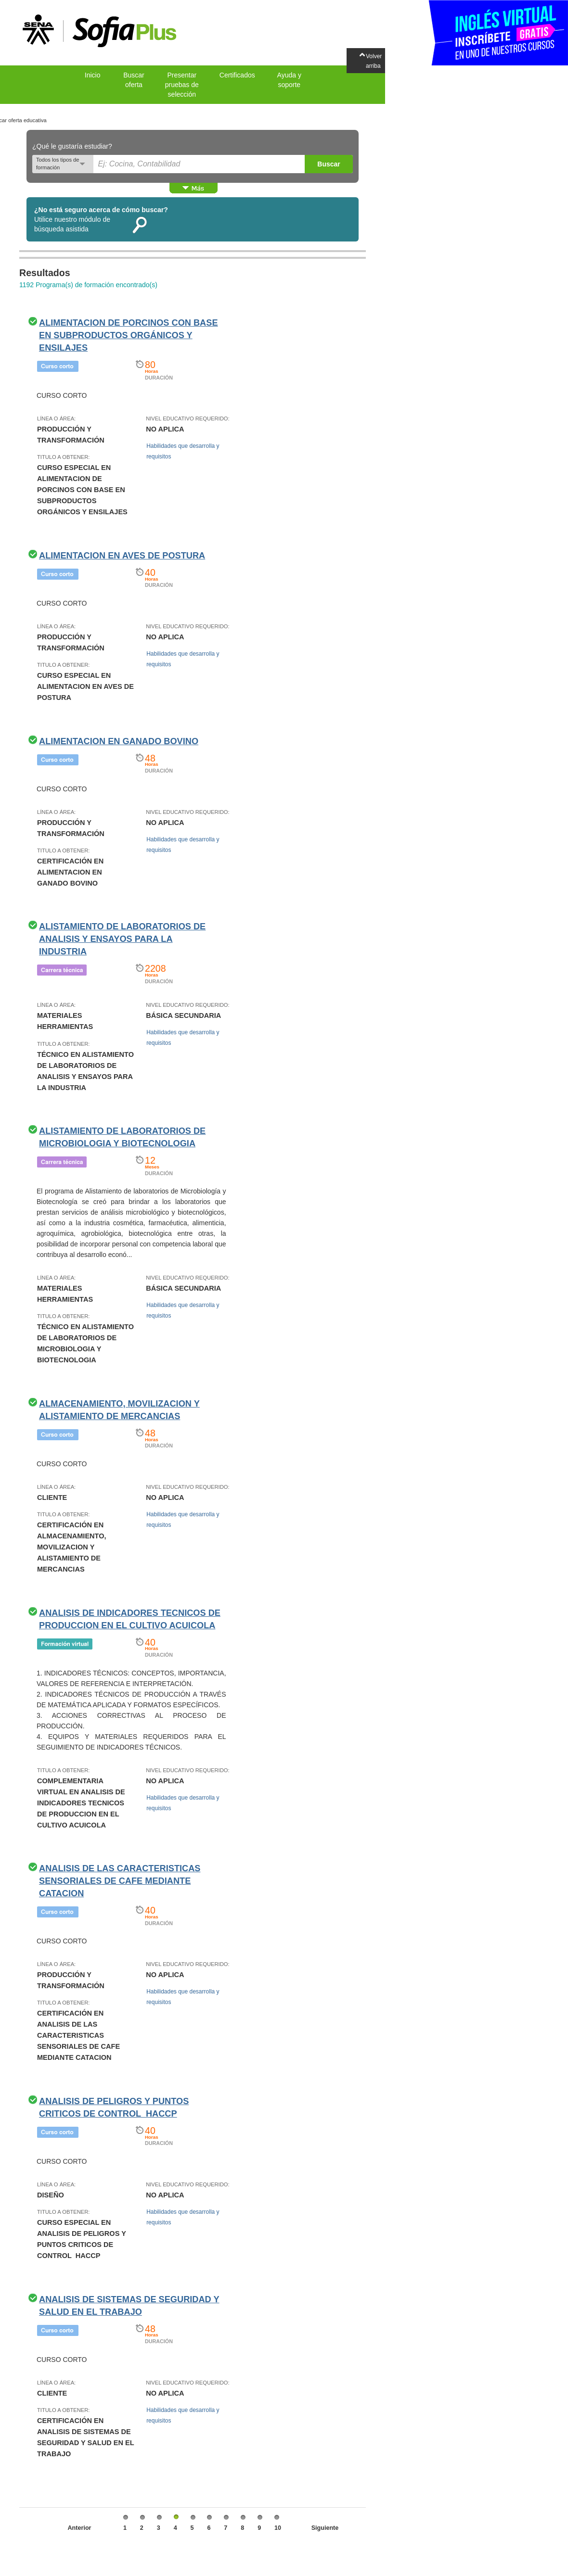 SENA
SofiaPlus
INGLÉS VIRTUAL
INSCRÍBETE GRATIS
EN UNO DE NUESTROS CURSOS
Volver
arriba
Inicio
Buscar
oferta
Presentar
pruebas de
selección
Certificados
Ayuda y
soporte
car oferta educativa
¿Qué le gustaría estudiar?
Todos los tipos de
formación
Ej: Cocina, Contabilidad
Buscar
Más
¿No está seguro acerca de cómo buscar?
Utilice nuestro módulo de
búsqueda asistida
Resultados
1192 Programa(s) de formación encontrado(s)
ALIMENTACION DE PORCINOS CON BASE
EN SUBPRODUCTOS ORGÁNICOS Y
ENSILAJES
Curso corto
80
Horas
DURACIÓN
CURSO CORTO
LÍNEA O ÁREA:
PRODUCCIÓN Y
TRANSFORMACIÓN
TITULO A OBTENER:
CURSO ESPECIAL EN
ALIMENTACION DE
PORCINOS CON BASE EN
SUBPRODUCTOS
ORGÁNICOS Y ENSILAJES
NIVEL EDUCATIVO REQUERIDO:
NO APLICA
Habilidades que desarrolla y
requisitos
ALIMENTACION EN AVES DE POSTURA
Curso corto
40
Horas
DURACIÓN
CURSO CORTO
LÍNEA O ÁREA:
PRODUCCIÓN Y
TRANSFORMACIÓN
TITULO A OBTENER:
CURSO ESPECIAL EN
ALIMENTACION EN AVES DE
POSTURA
NIVEL EDUCATIVO REQUERIDO:
NO APLICA
Habilidades que desarrolla y
requisitos
ALIMENTACION EN GANADO BOVINO
Curso corto
48
Horas
DURACIÓN
CURSO CORTO
LÍNEA O ÁREA:
PRODUCCIÓN Y
TRANSFORMACIÓN
TITULO A OBTENER:
CERTIFICACIÓN EN
ALIMENTACION EN
GANADO BOVINO
NIVEL EDUCATIVO REQUERIDO:
NO APLICA
Habilidades que desarrolla y
requisitos
ALISTAMIENTO DE LABORATORIOS DE
ANALISIS Y ENSAYOS PARA LA
INDUSTRIA
Carrera técnica
2208
Horas
DURACIÓN
LÍNEA O ÁREA:
MATERIALES
HERRAMIENTAS
TITULO A OBTENER:
TÉCNICO EN ALISTAMIENTO
DE LABORATORIOS DE
ANALISIS Y ENSAYOS PARA
LA INDUSTRIA
NIVEL EDUCATIVO REQUERIDO:
BÁSICA SECUNDARIA
Habilidades que desarrolla y
requisitos
ALISTAMIENTO DE LABORATORIOS DE
MICROBIOLOGIA Y BIOTECNOLOGIA
Carrera técnica
12
Meses
DURACIÓN
El programa de Alistamiento de laboratorios de Microbiología y
Biotecnología se creó para brindar a los laboratorios que
prestan servicios de análisis microbiológico y biotecnológicos,
así como a la industria cosmética, farmacéutica, alimenticia,
agroquímica, agrobiológica, biotecnológica entre otras, la
posibilidad de incorporar personal con competencia laboral que
contribuya al desarrollo econó...
LÍNEA O ÁREA:
MATERIALES
HERRAMIENTAS
TITULO A OBTENER:
TÉCNICO EN ALISTAMIENTO
DE LABORATORIOS DE
MICROBIOLOGIA Y
BIOTECNOLOGIA
NIVEL EDUCATIVO REQUERIDO:
BÁSICA SECUNDARIA
Habilidades que desarrolla y
requisitos
ALMACENAMIENTO, MOVILIZACION Y
ALISTAMIENTO DE MERCANCIAS
Curso corto
48
Horas
DURACIÓN
CURSO CORTO
LÍNEA O ÁREA:
CLIENTE
TITULO A OBTENER:
CERTIFICACIÓN EN
ALMACENAMIENTO,
MOVILIZACION Y
ALISTAMIENTO DE
MERCANCIAS
NIVEL EDUCATIVO REQUERIDO:
NO APLICA
Habilidades que desarrolla y
requisitos
ANALISIS DE INDICADORES TECNICOS DE
PRODUCCION EN EL CULTIVO ACUICOLA
Formación virtual
40
Horas
DURACIÓN
1. INDICADORES TÉCNICOS: CONCEPTOS, IMPORTANCIA,
VALORES DE REFERENCIA E INTERPRETACIÓN.
2. INDICADORES TÉCNICOS DE PRODUCCIÓN A TRAVÉS
DE MATEMÁTICA APLICADA Y FORMATOS ESPECÍFICOS.
3. ACCIONES CORRECTIVAS AL PROCESO DE
PRODUCCIÓN.
4. EQUIPOS Y MATERIALES REQUERIDOS PARA EL
SEGUIMIENTO DE INDICADORES TÉCNICOS.
TITULO A OBTENER:
COMPLEMENTARIA
VIRTUAL EN ANALISIS DE
INDICADORES TECNICOS
DE PRODUCCION EN EL
CULTIVO ACUICOLA
NIVEL EDUCATIVO REQUERIDO:
NO APLICA
Habilidades que desarrolla y
requisitos
ANALISIS DE LAS CARACTERISTICAS
SENSORIALES DE CAFE MEDIANTE
CATACION
Curso corto
40
Horas
DURACIÓN
CURSO CORTO
LÍNEA O ÁREA:
PRODUCCIÓN Y
TRANSFORMACIÓN
TITULO A OBTENER:
CERTIFICACIÓN EN
ANALISIS DE LAS
CARACTERISTICAS
SENSORIALES DE CAFE
MEDIANTE CATACION
NIVEL EDUCATIVO REQUERIDO:
NO APLICA
Habilidades que desarrolla y
requisitos
ANALISIS DE PELIGROS Y PUNTOS
CRITICOS DE CONTROL  HACCP
Curso corto
40
Horas
DURACIÓN
CURSO CORTO
LÍNEA O ÁREA:
DISEÑO
TITULO A OBTENER:
CURSO ESPECIAL EN
ANALISIS DE PELIGROS Y
PUNTOS CRITICOS DE
CONTROL  HACCP
NIVEL EDUCATIVO REQUERIDO:
NO APLICA
Habilidades que desarrolla y
requisitos
ANALISIS DE SISTEMAS DE SEGURIDAD Y
SALUD EN EL TRABAJO
Curso corto
48
Horas
DURACIÓN
CURSO CORTO
LÍNEA O ÁREA:
CLIENTE
TITULO A OBTENER:
CERTIFICACIÓN EN
ANALISIS DE SISTEMAS DE
SEGURIDAD Y SALUD EN EL
TRABAJO
NIVEL EDUCATIVO REQUERIDO:
NO APLICA
Habilidades que desarrolla y
requisitos
Anterior 1 2 3 4 5 6 7 8 9 10 Siguiente